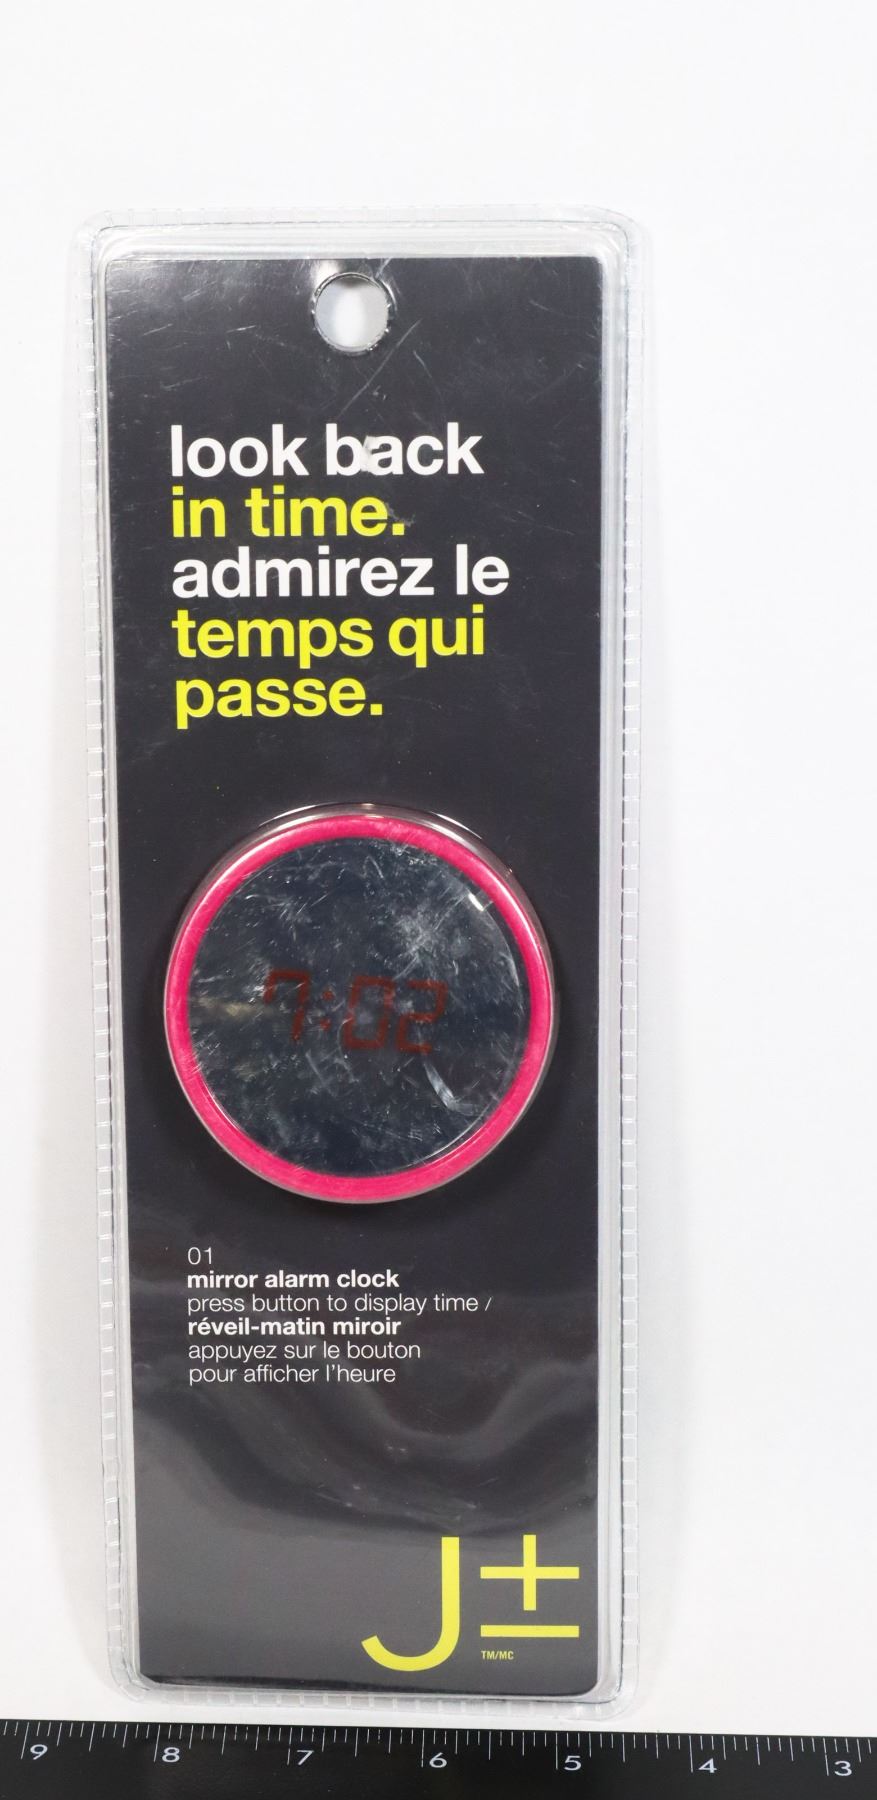 look back
in time.
admirez le
temps qui
passe.
7:02
01
mirror alarm clock
press button to display time /
réveil-matin miroir
appuyez sur le bouton
pour afficher l'heure
J±
TM/MC
9 8 7 6 5 4 3